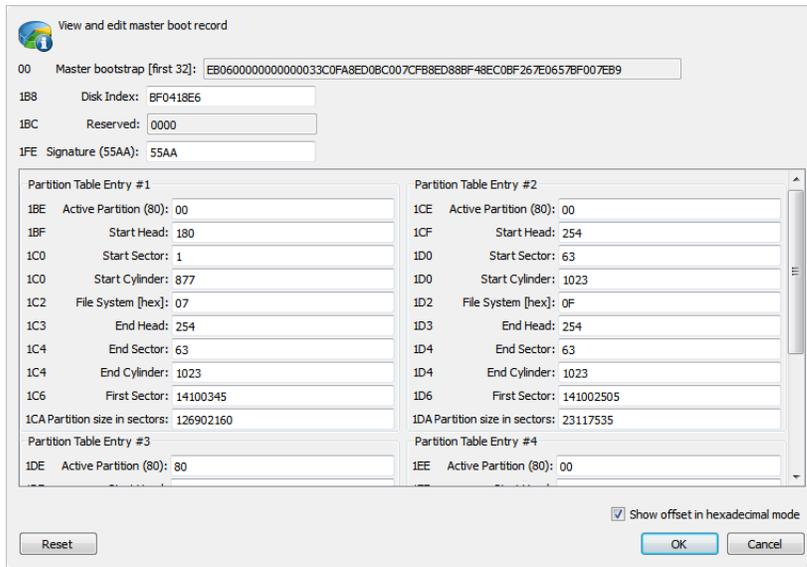 View and edit master boot record
00 Master bootstrap [first 32]: EB0600000000000033C0FA8ED0BC007CFB8ED88BF48EC0BF267E0657BF007EB9
1B8 Disk Index: BF0418E6
1BC Reserved: 0000
1FE Signature (55AA): 55AA
Partition Table Entry #1 Partition Table Entry #2
1BE Active Partition (80): 00 1CE Active Partition (80): 00
1BF Start Head: 180 1CF Start Head: 254
1C0 Start Sector: 1 1D0 Start Sector: 63
1C0 Start Cylinder: 877 1D0 Start Cylinder: 1023
1C2 File System [hex]: 07 1D2 File System [hex]: 0F
1C3 End Head: 254 1D3 End Head: 254
1C4 End Sector: 63 1D4 End Sector: 63
1C4 End Cylinder: 1023 1D4 End Cylinder: 1023
1C6 First Sector: 14100345 1D6 First Sector: 141002505
1CA Partition size in sectors: 126902160 1DA Partition size in sectors: 23117535
Partition Table Entry #3 Partition Table Entry #4
1DE Active Partition (80): 80 1EE Active Partition (80): 00
Show offset in hexadecimal mode
Reset OK Cancel